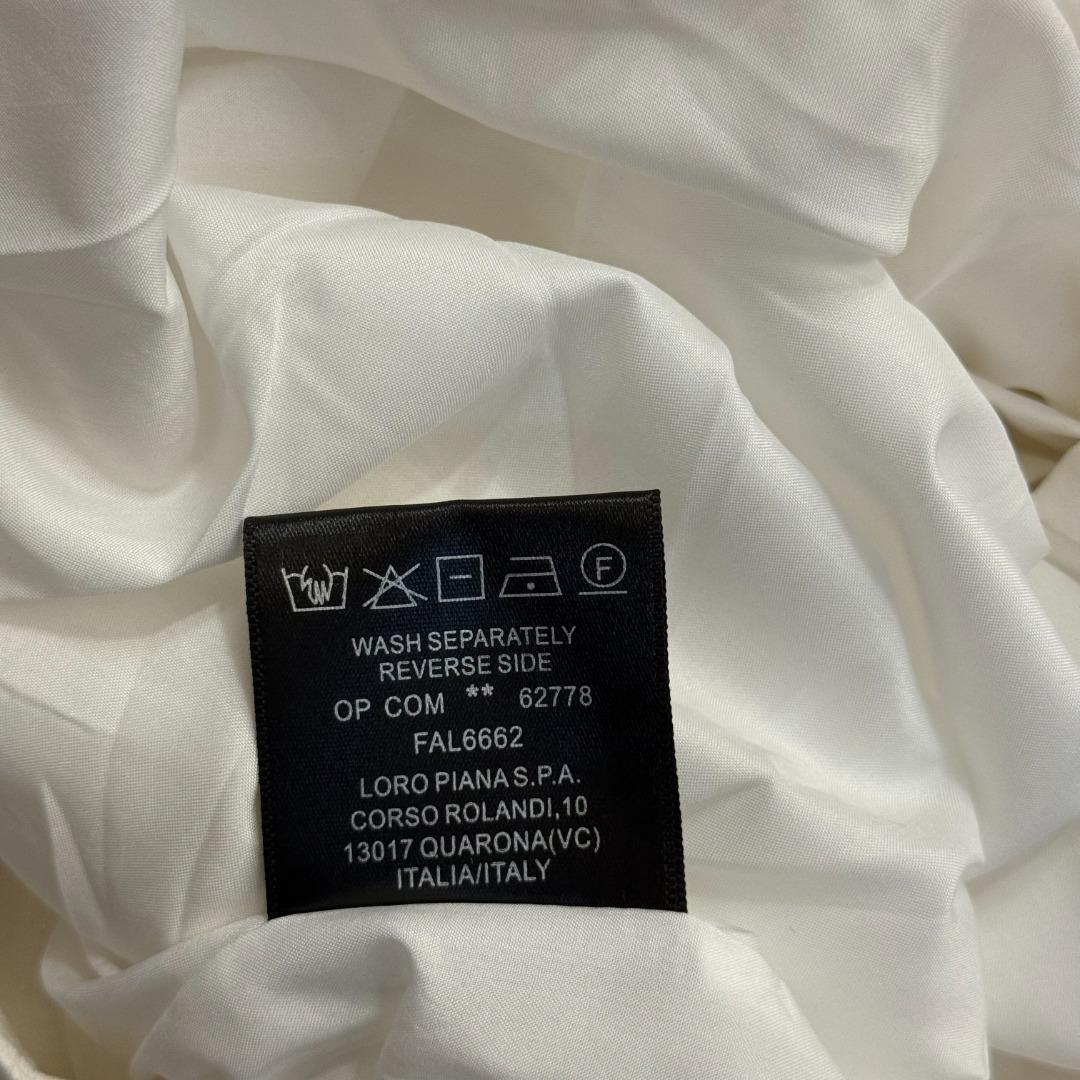 F
WASH SEPARATELY
REVERSE SIDE
OP COM ** 62778
FAL6662
LORO PIANA S.P.A.
CORSO ROLANDI,10
13017 QUARONA(VC)
ITALIA/ITALY